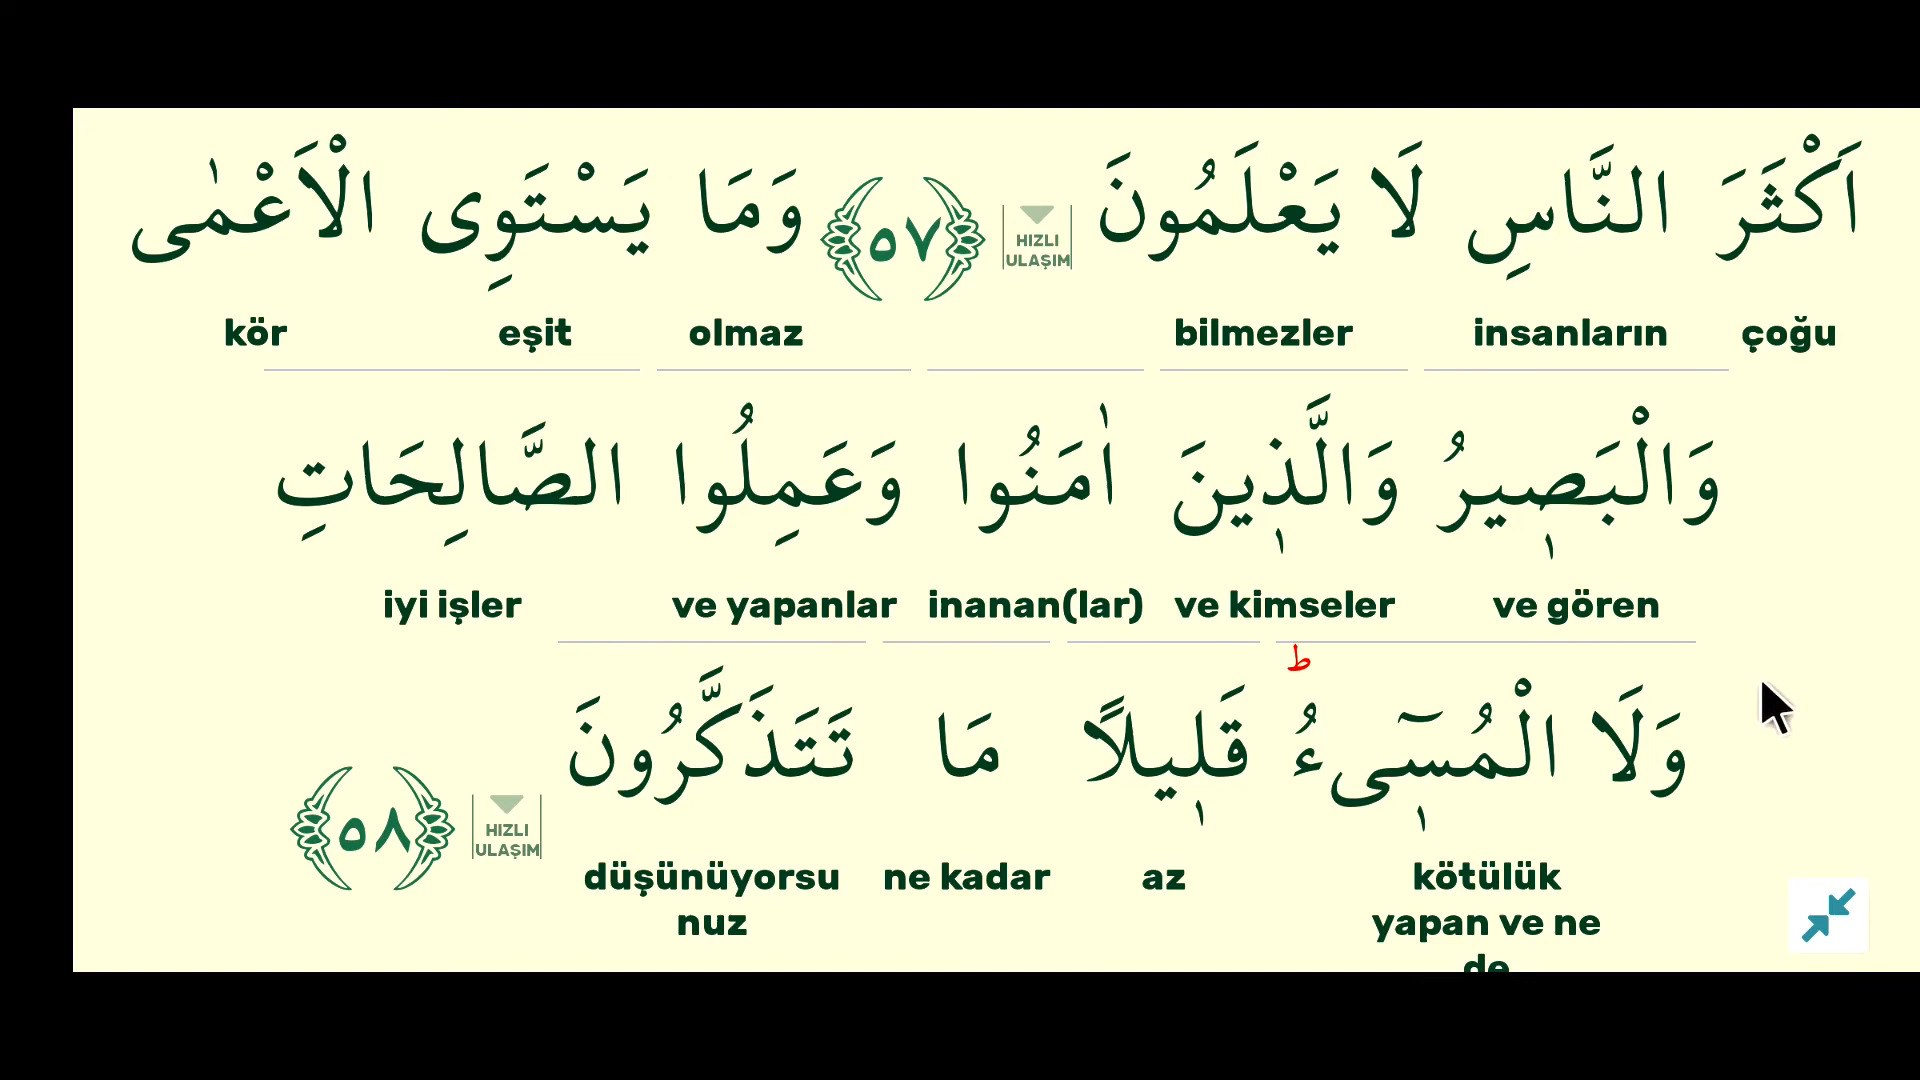 اَكْثَرَ النَّاسِ لَا يَعْلَمُونَ HIZLI ULAŞIM ﴿٥٧﴾ وَمَا يَسْتَوِى الْاَعْمٰى
çoğu insanların bilmezler olmaz eşit kör
وَالْبَصٖيرُ وَالَّذٖينَ اٰمَنُوا وَعَمِلُوا الصَّالِحَاتِ
ve gören ve kimseler inanan(lar) ve yapanlar iyi işler
وَلَا الْمُسٖٓىءُ ط قَلٖيلًا مَا تَتَذَكَّرُونَ HIZLI ULAŞIM ﴿٥٨﴾
kötülük az ne kadar düşünüyorsu
yapan ve ne nuz
de